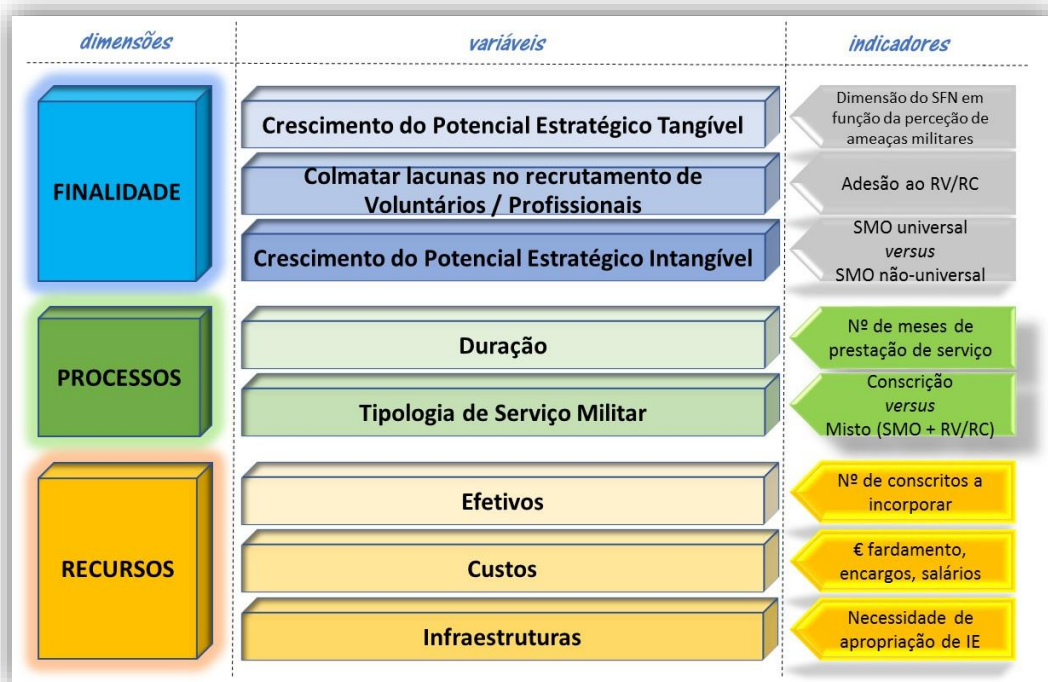 dimensões
variáveis
indicadores
FINALIDADE
Crescimento do Potencial Estratégico Tangível
Dimensão do SFN em
função da perceção de
ameaças militares
Colmatar lacunas no recrutamento de
Voluntários / Profissionais
Adesão ao RV/RC
Crescimento do Potencial Estratégico Intangível
SMO universal
versus
SMO não-universal
PROCESSOS
Duração
Nº de meses de
prestação de serviço
Tipologia de Serviço Militar
Conscrição
versus
Misto (SMO + RV/RC)
RECURSOS
Efetivos
Nº de conscritos a
incorporar
Custos
€ fardamento,
encargos, salários
Infraestruturas
Necessidade de
apropriação de IE